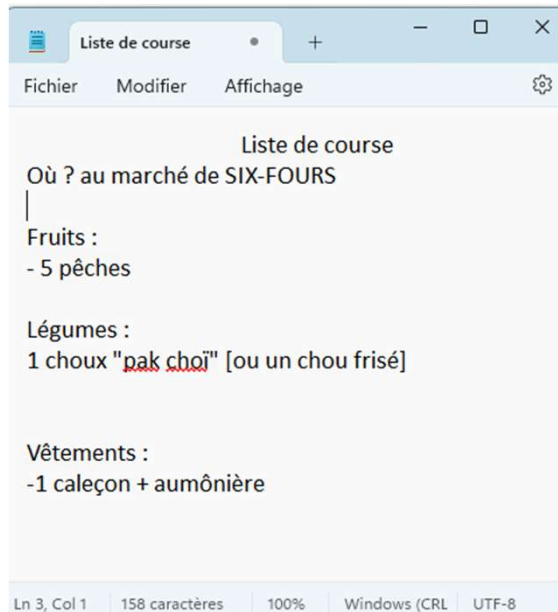 Liste de course
Fichier Modifier Affichage
Liste de course
Où ? au marché de SIX-FOURS
Fruits :
- 5 pêches
Légumes :
1 choux "pak choï" [ou un chou frisé]
Vêtements :
-1 caleçon + aumônière
Ln 3, Col 1 158 caractères 100% Windows (CRL UTF-8